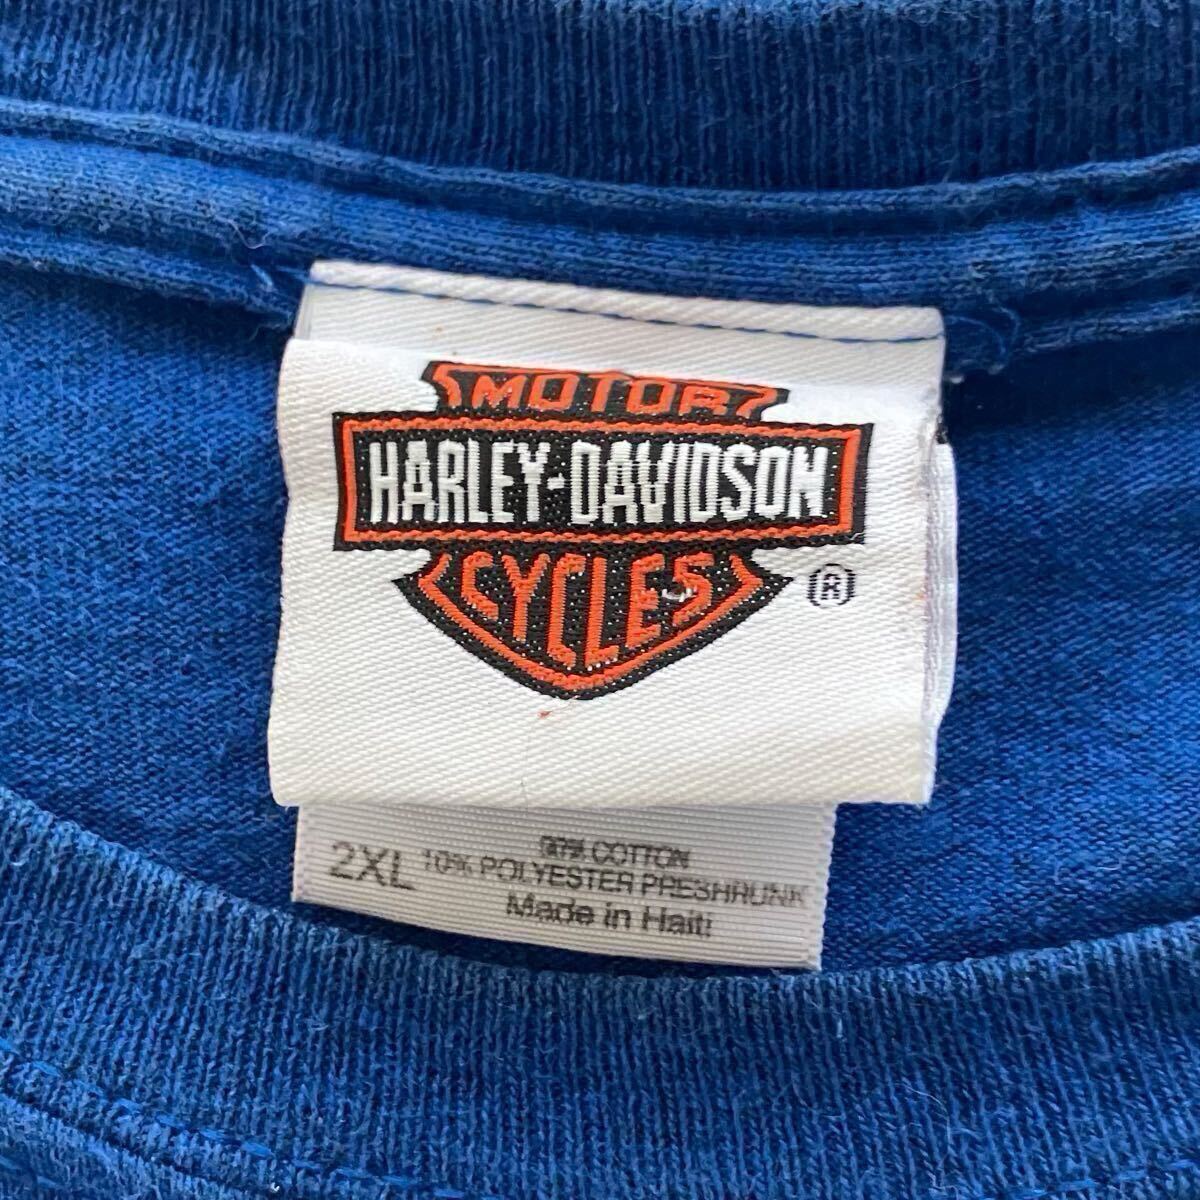 MOTOR
HARLEY-DAVIDSON
CYCLES
®
2XL
90% COTTON
10% POLYESTER PRESHRUNK
Made in Haiti